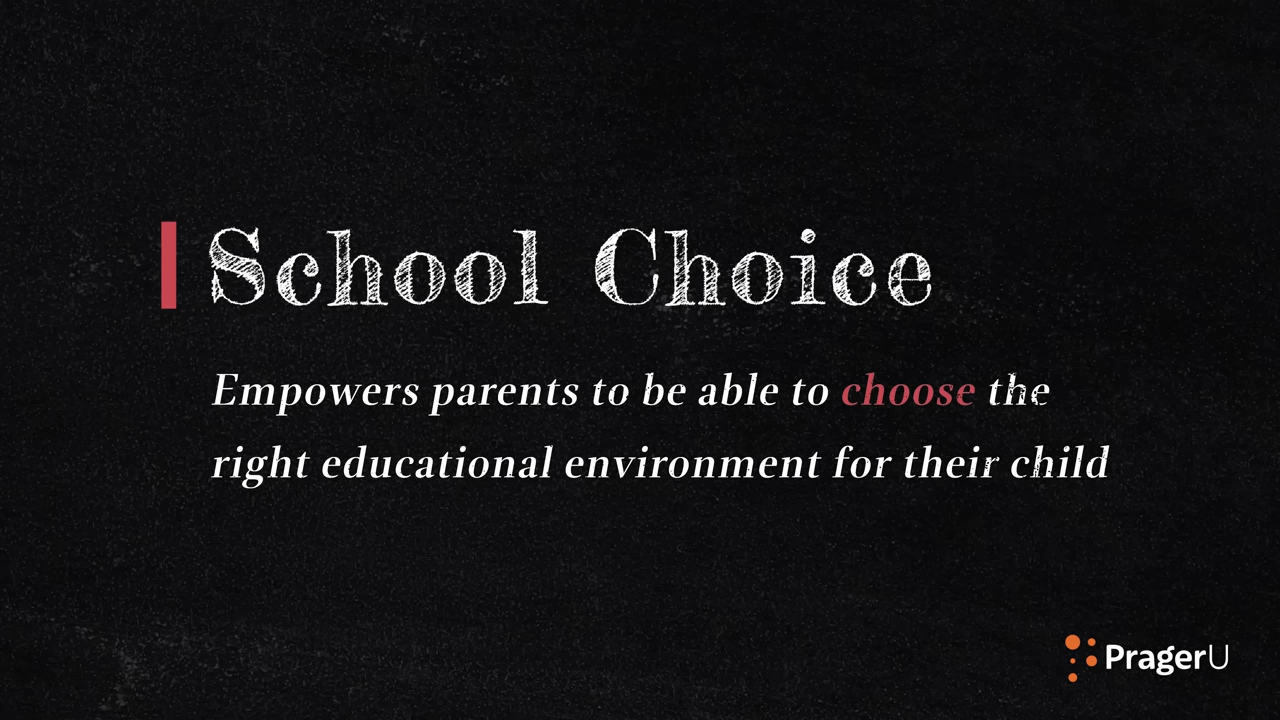 School Choice
Empowers parents to be able to choose the
right educational environment for their child
PragerU